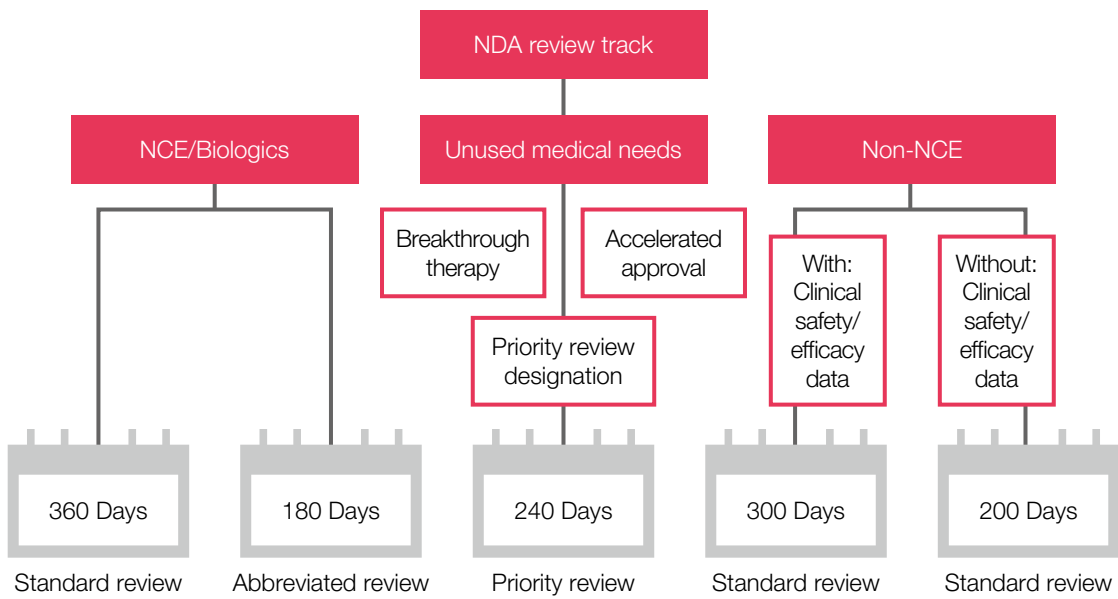 NDA review track
NCE/Biologics
Unused medical needs
Non-NCE
Breakthrough
therapy
Accelerated
approval
Priority review
designation
With:
Clinical
safety/
efficacy
data
Without:
Clinical
safety/
efficacy
data
360 Days
180 Days
240 Days
300 Days
200 Days
Standard review
Abbreviated review
Priority review
Standard review
Standard review